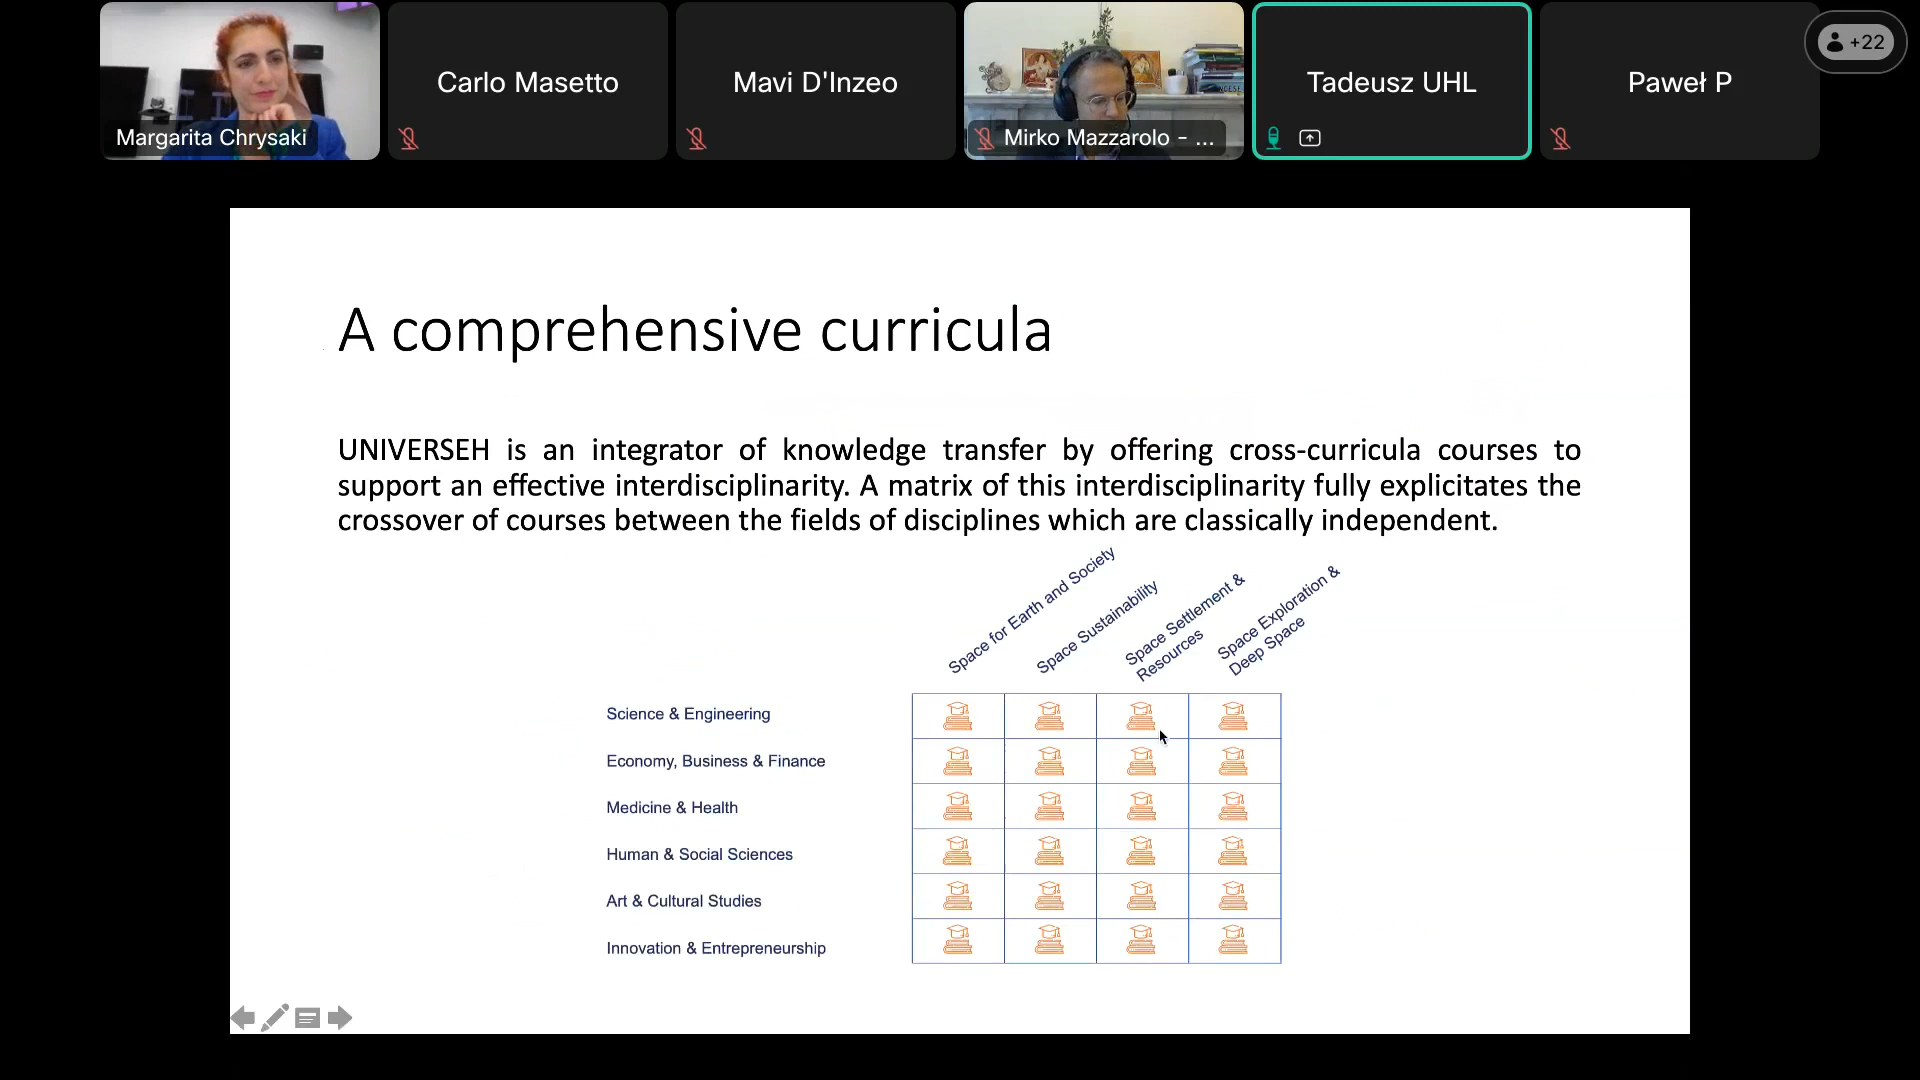 Margarita Chrysaki
Carlo Masetto
Mavi D'Inzeo
Mirko Mazzarolo - ...
Tadeusz UHL
Paweł P
+22
A comprehensive curricula
UNIVERSEH is an integrator of knowledge transfer by offering cross-curricula courses to
support an effective interdisciplinarity. A matrix of this interdisciplinarity fully explicitates the
crossover of courses between the fields of disciplines which are classically independent.
Space for Earth and Society
Space Sustainability
Space Settlement &
Resources
Space Exploration &
Deep Space
Science & Engineering
Economy, Business & Finance
Medicine & Health
Human & Social Sciences
Art & Cultural Studies
Innovation & Entrepreneurship